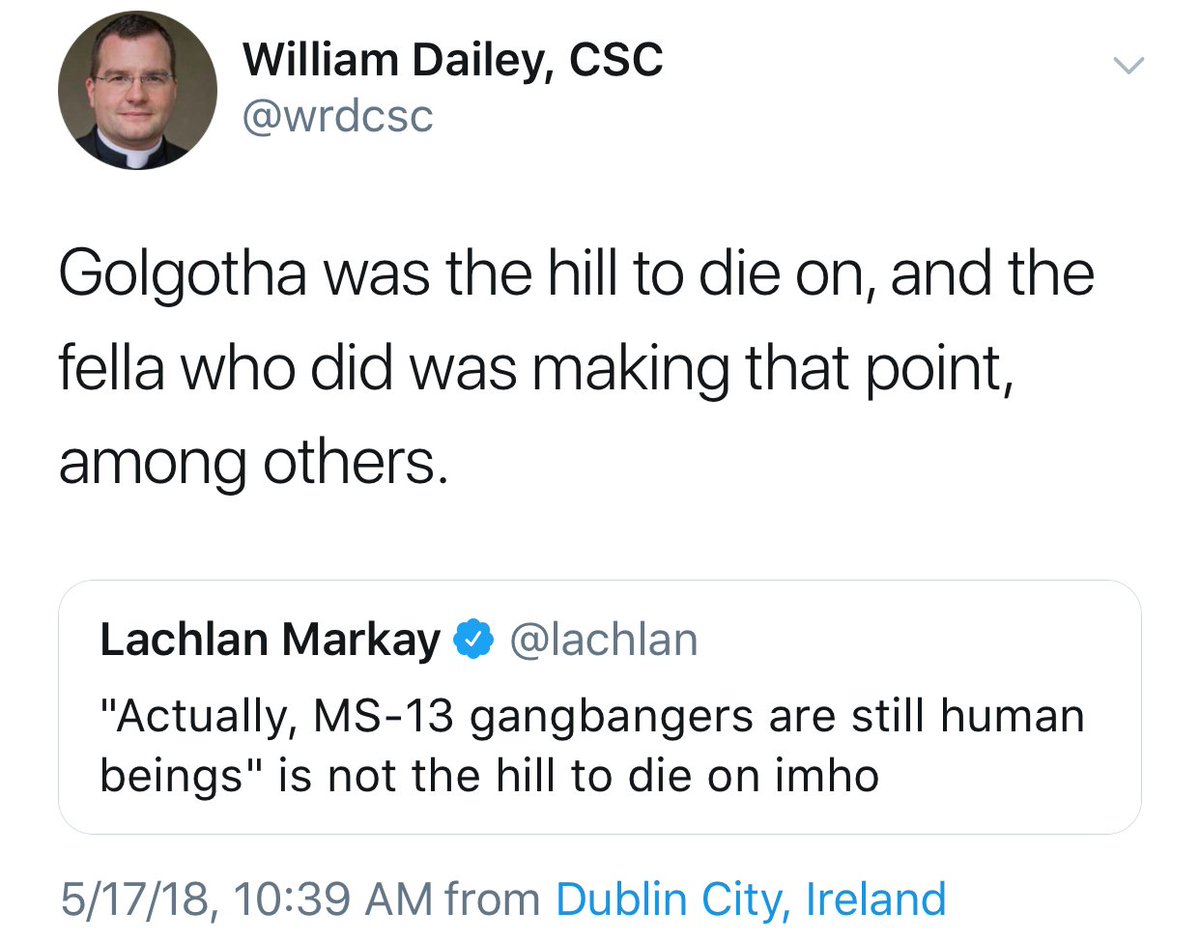 William Dailey, CSC
@wrdcsc
Golgotha was the hill to die on, and the
fella who did was making that point,
among others.
Lachlan Markay @lachlan
"Actually, MS-13 gangbangers are still human
beings" is not the hill to die on imho
5/17/18, 10:39 AM from Dublin City, Ireland